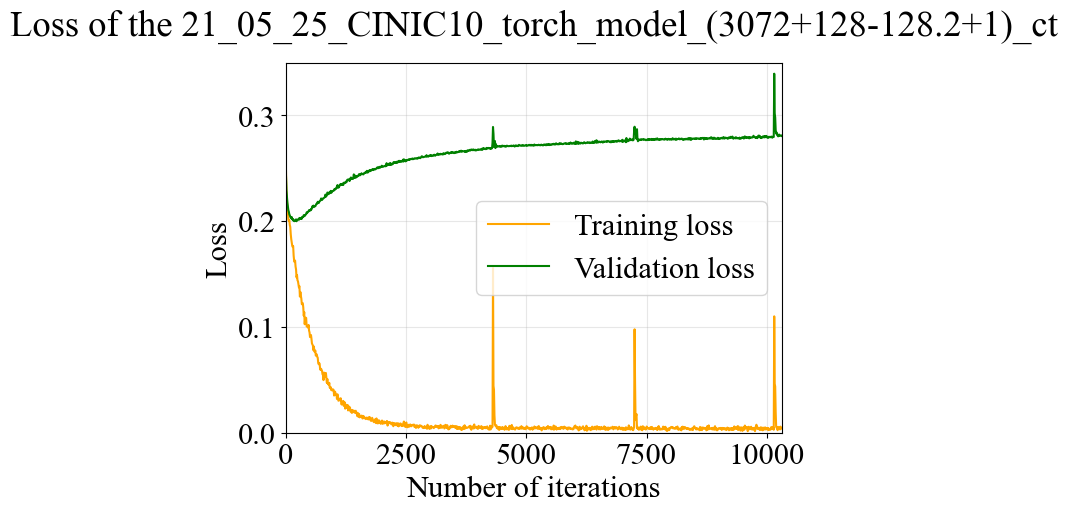 Loss of the 21_05_25_CINIC10_torch_model_(3072+128-128.2+1)_ct
0.3
0.2
0.1
0.0
Loss
Training loss
Validation loss
0 2500 5000 7500 10000
Number of iterations